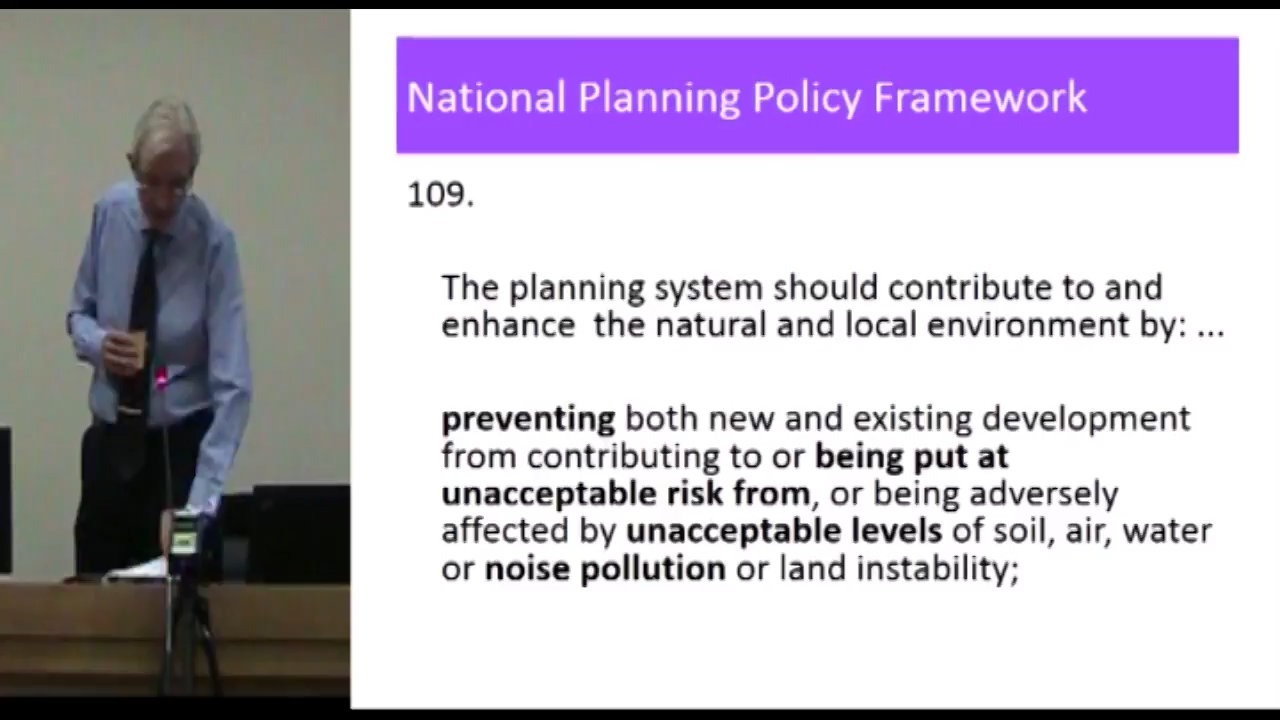 National Planning Policy Framework
109.
The planning system should contribute to and
enhance the natural and local environment by: ...
preventing both new and existing development
from contributing to or being put at
unacceptable risk from, or being adversely
affected by unacceptable levels of soil, air, water
or noise pollution or land instability;